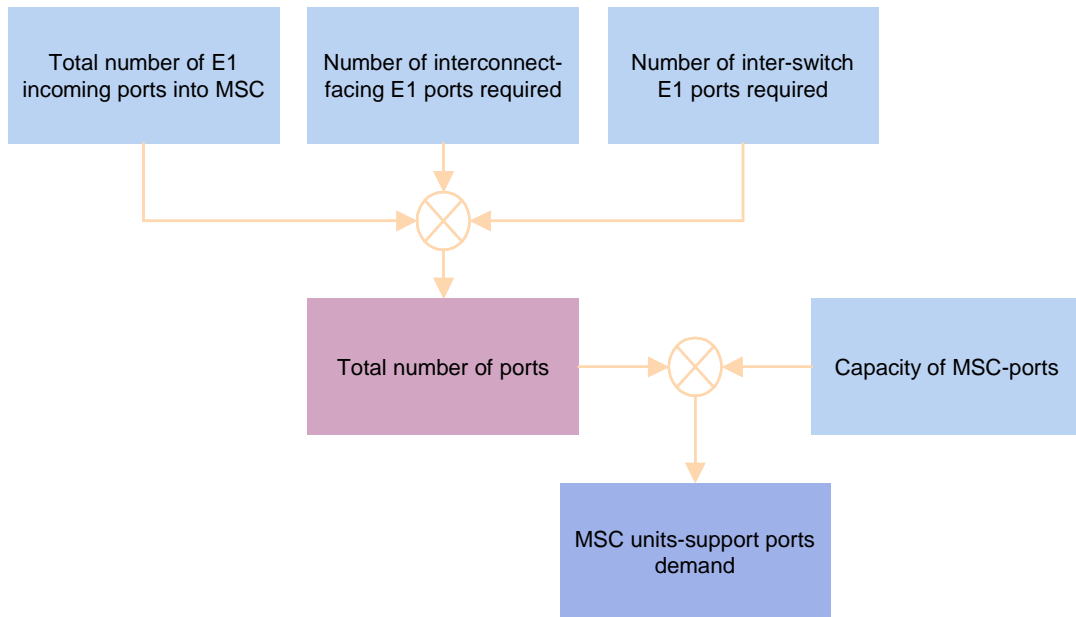 Total number of E1
incoming ports into MSC
Number of interconnect-
facing E1 ports required
Number of inter-switch
E1 ports required
Total number of ports
Capacity of MSC-ports
MSC units-support ports
demand